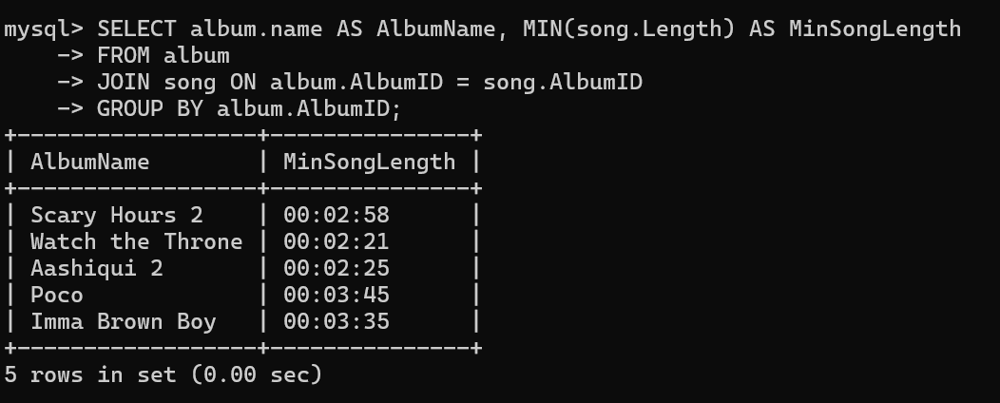 mysql> SELECT album.name AS AlbumName, MIN(song.Length) AS MinSongLength
    -> FROM album
    -> JOIN song ON album.AlbumID = song.AlbumID
    -> GROUP BY album.AlbumID;
+------------------+---------------+
| AlbumName        | MinSongLength |
+------------------+---------------+
| Scary Hours 2    | 00:02:58      |
| Watch the Throne | 00:02:21      |
| Aashiqui 2       | 00:02:25      |
| Poco             | 00:03:45      |
| Imma Brown Boy   | 00:03:35      |
+------------------+---------------+
5 rows in set (0.00 sec)